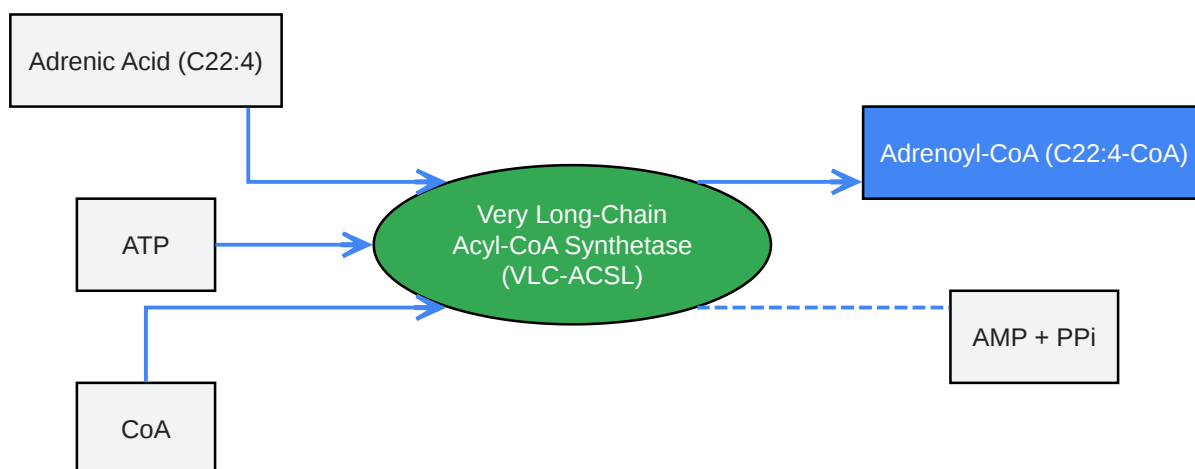 Adrenic Acid (C22:4)
Adrenoyl-CoA (C22:4-CoA)
Very Long-Chain
Acyl-CoA Synthetase
(VLC-ACSL)
ATP
AMP + PPi
CoA